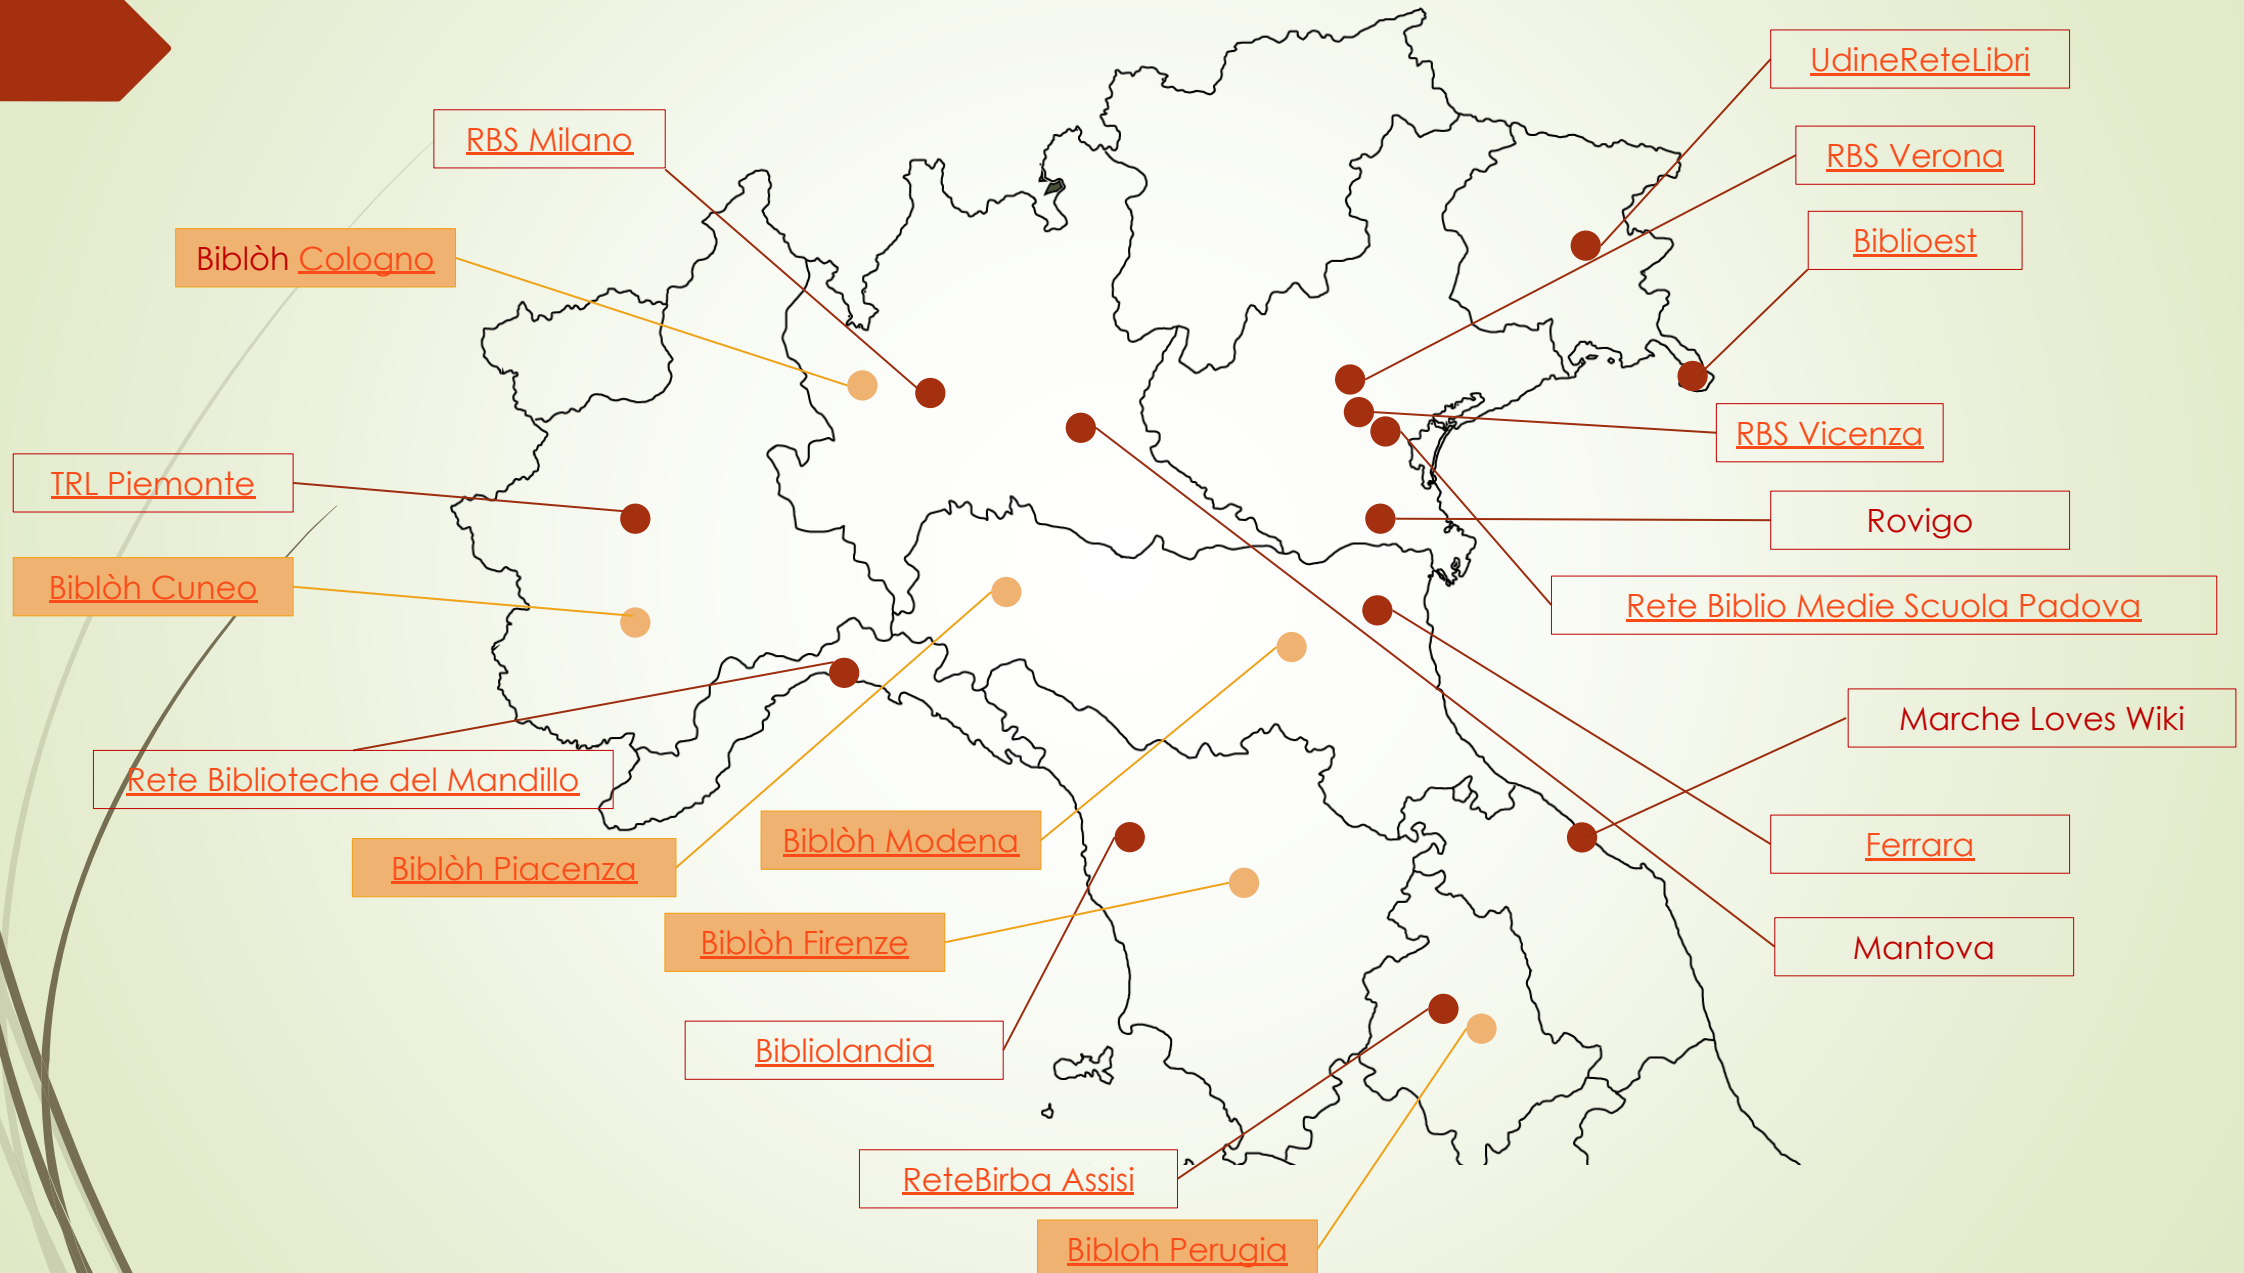 UdineReteLibri
RBS Milano
RBS Verona
Biblioest
Biblòh Cologno
RBS Vicenza
TRL Piemonte
Rovigo
Biblòh Cuneo
Rete Biblio Medie Scuola Padova
Marche Loves Wiki
Rete Biblioteche del Mandillo
Biblòh Modena
Ferrara
Biblòh Piacenza
Biblòh Firenze
Mantova
Bibliolandia
ReteBirba Assisi
Bibloh Perugia